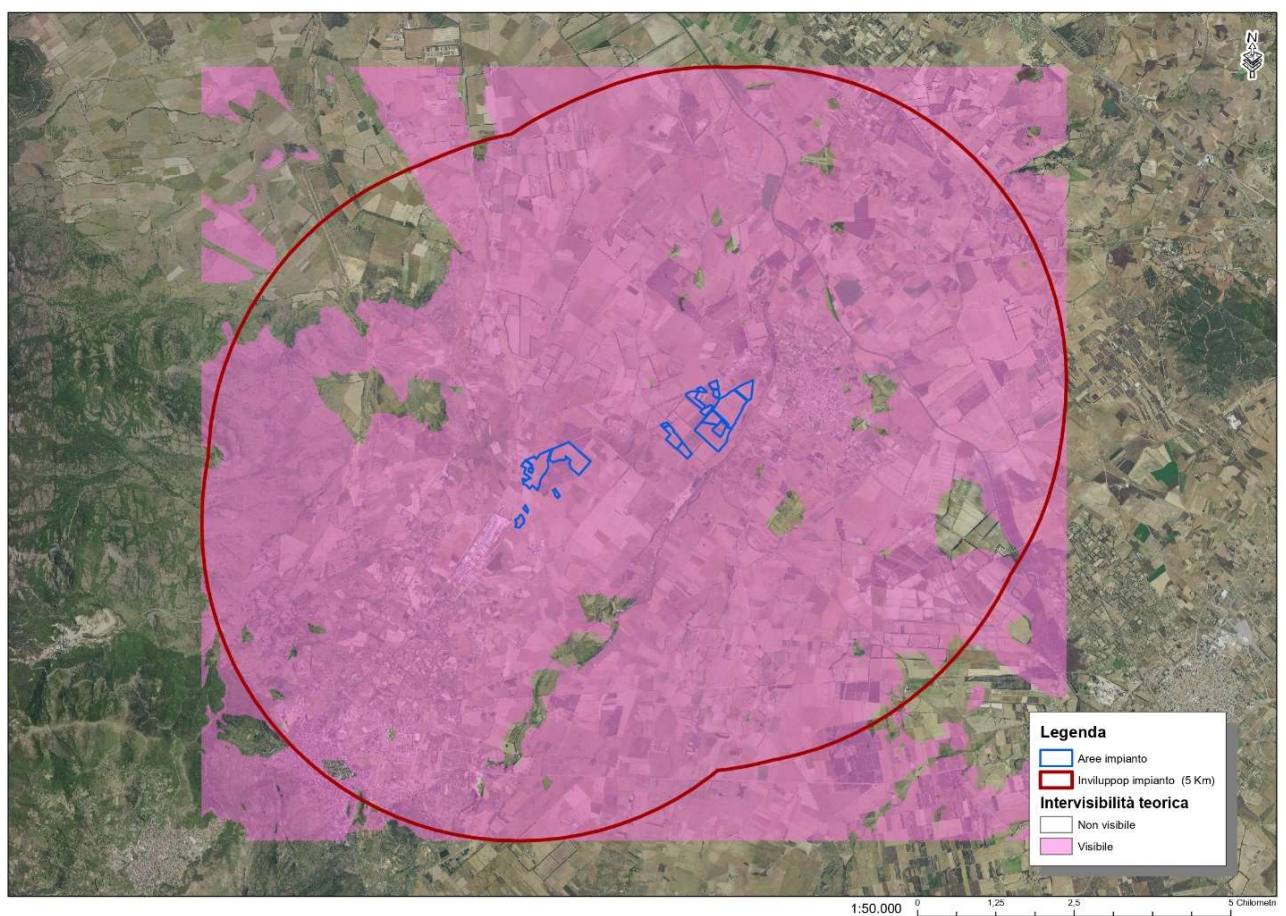 N
Legenda
Aree impianto
Inviluppop impianto (5 Km)
Intervisibilità teorica
Non visibile
Visibile
1:50.000
0 1,25 2,5 5 Chilometri